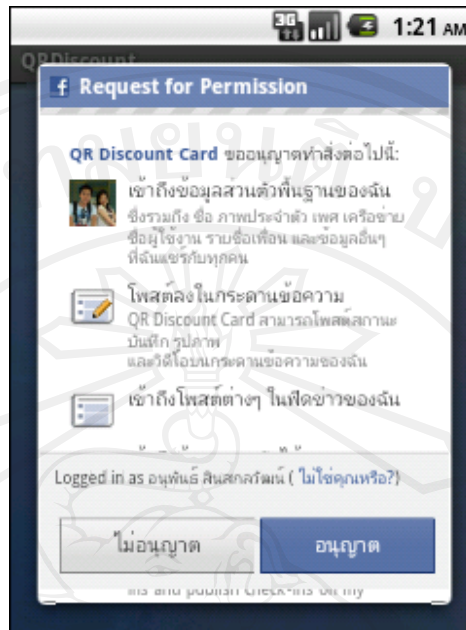 3G 1:21 AM
QRDiscount
f Request for Permission
QR Discount Card ขออนุญาตทำสิ่งต่อไปนี้:
เข้าถึงข้อมูลส่วนตัวพื้นฐานของฉัน
ซึ่งรวมถึง ชื่อ ภาพประจำตัว เพศ เครือข่าย
ชื่อผู้ใช้งาน รายชื่อเพื่อน และข้อมูลอื่นๆ
ที่ฉันแชร์กับทุกคน
โพสต์ลงในกระดานข้อความ
QR Discount Card สามารถโพสต์สถานะ
บันทึก รูปภาพ
และวิดีโอบนกระดานข้อความของฉัน
เข้าถึงโพสต์ต่างๆ ในฟีดข่าวของฉัน
Logged in as อนุพันธ์ สินสกลวัฒน์ ( ไม่ใช่คุณหรือ?)
ไม่อนุญาต อนุญาต
ins and publish check-ins on my